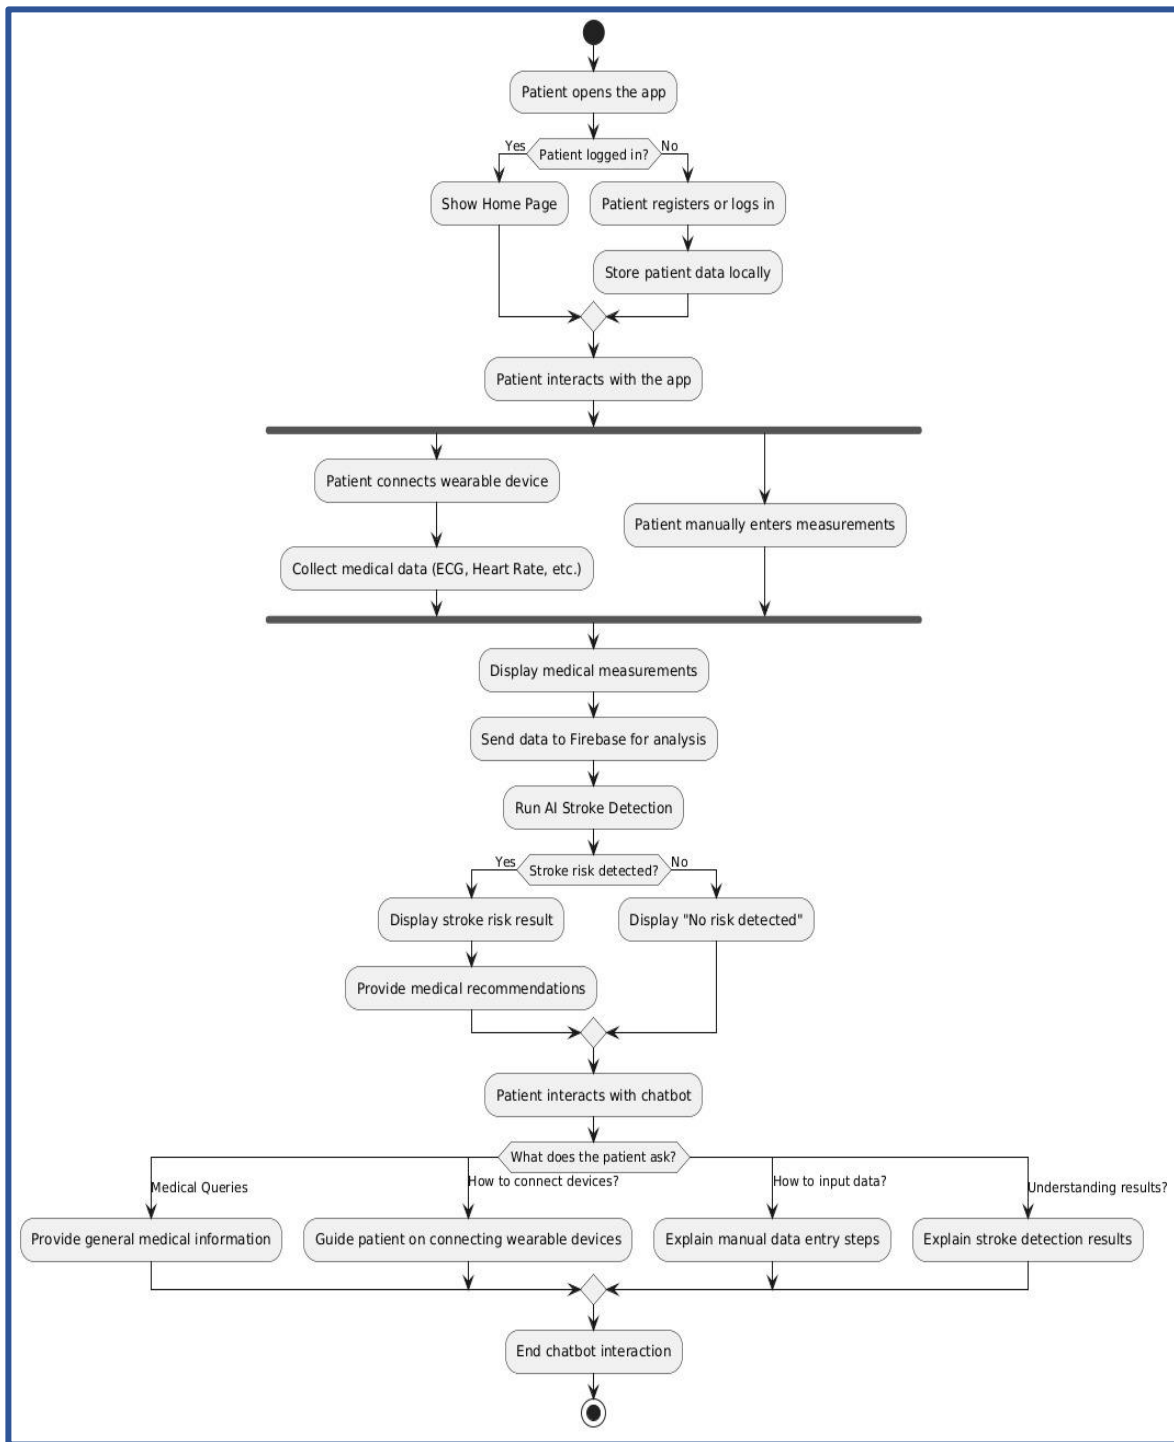 Patient opens the app
Yes
Patient logged in?
No
Show Home Page
Patient registers or logs in
Store patient data locally
Patient interacts with the app
Patient connects wearable device
Patient manually enters measurements
Collect medical data (ECG, Heart Rate, etc.)
Display medical measurements
Send data to Firebase for analysis
Run AI Stroke Detection
Yes
Stroke risk detected?
No
Display stroke risk result
Display "No risk detected"
Provide medical recommendations
Patient interacts with chatbot
What does the patient ask?
Medical Queries
How to connect devices?
How to input data?
Understanding results?
Provide general medical information
Guide patient on connecting wearable devices
Explain manual data entry steps
Explain stroke detection results
End chatbot interaction